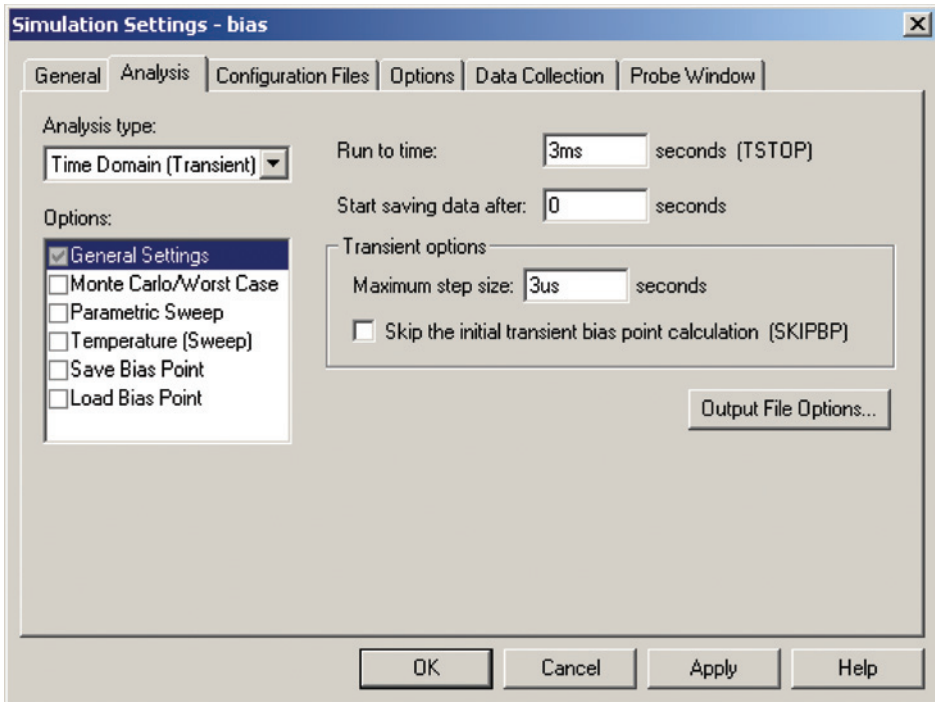 Simulation Settings - bias
General Analysis Configuration Files Options Data Collection Probe Window
Analysis type:
Time Domain (Transient)
Options:
General Settings
Monte Carlo/Worst Case
Parametric Sweep
Temperature (Sweep)
Save Bias Point
Load Bias Point
Run to time: 3ms seconds (TSTOP)
Start saving data after: 0 seconds
Transient options
Maximum step size: 3us seconds
Skip the initial transient bias point calculation (SKIPBP)
Output File Options...
OK Cancel Apply Help